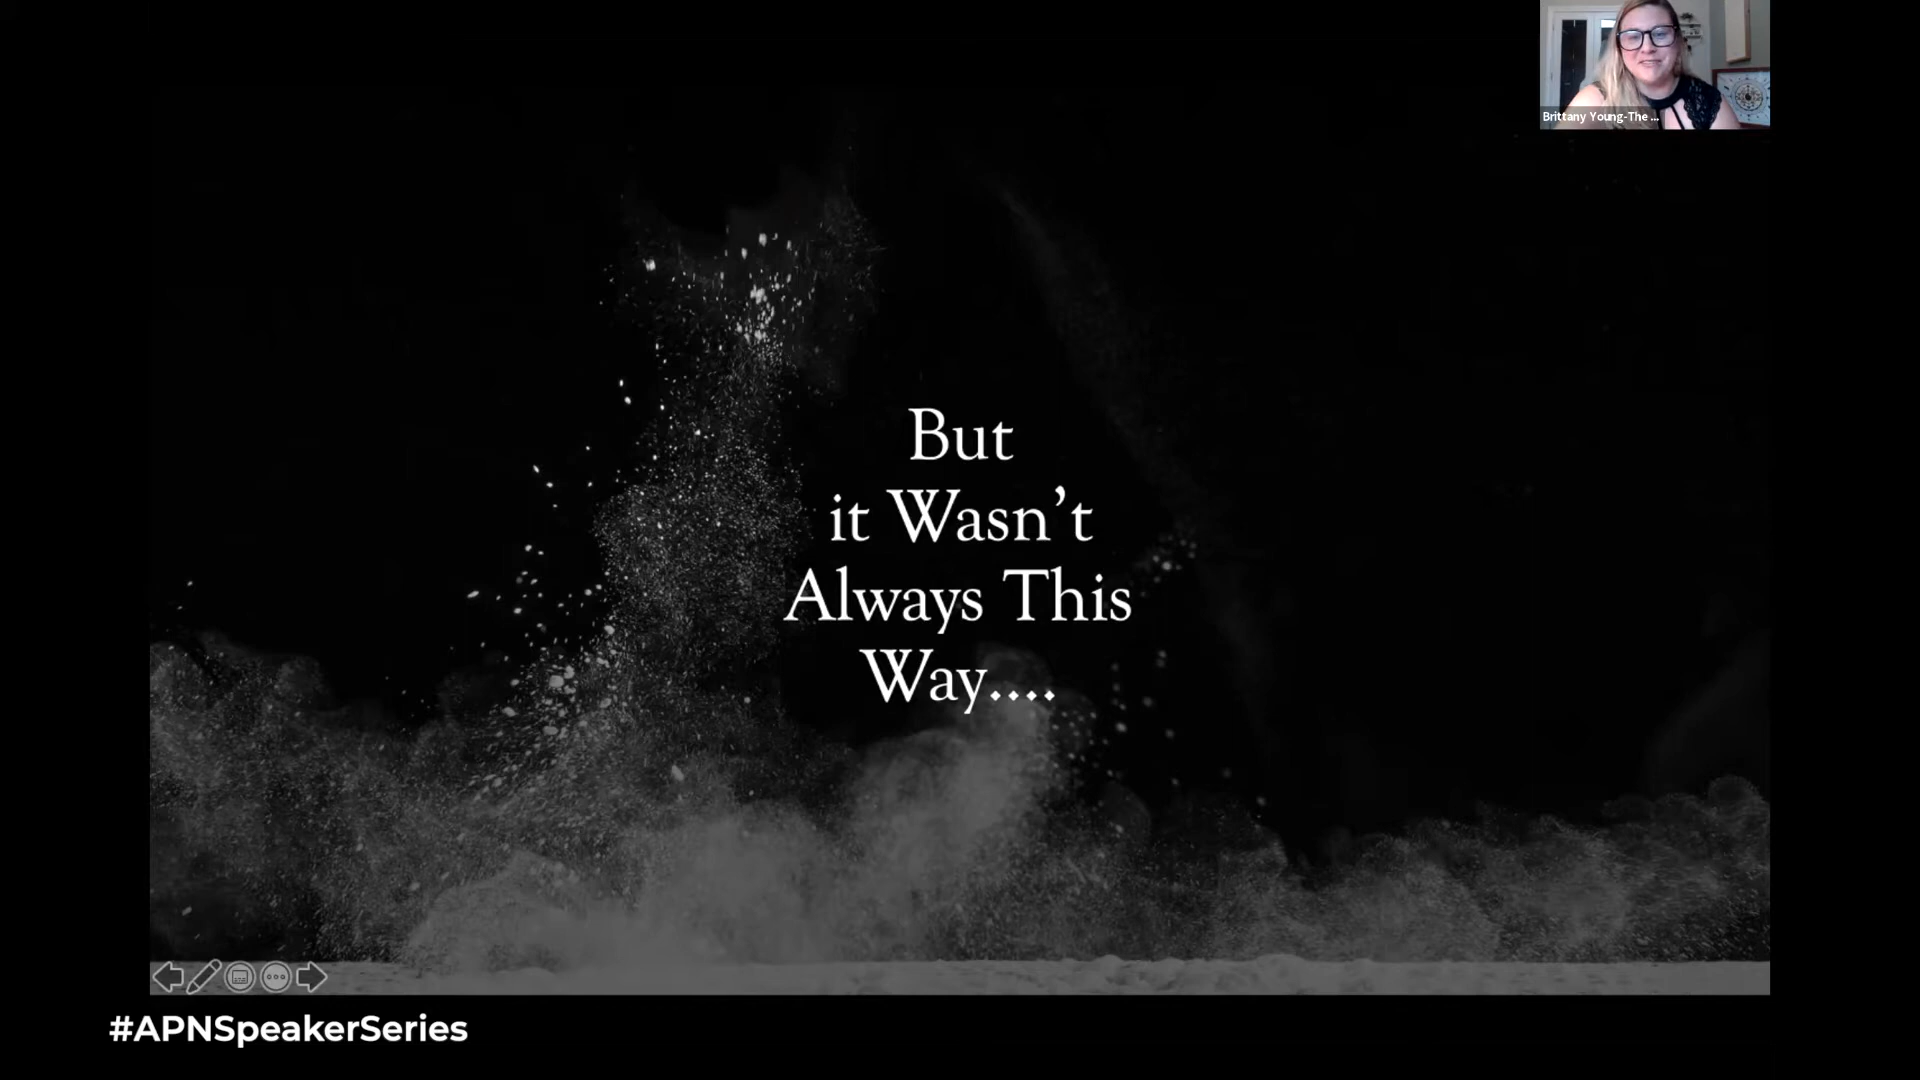 Brittany Young-The ...
But
it Wasn’t
Always This
Way....
#APNSpeakerSeries